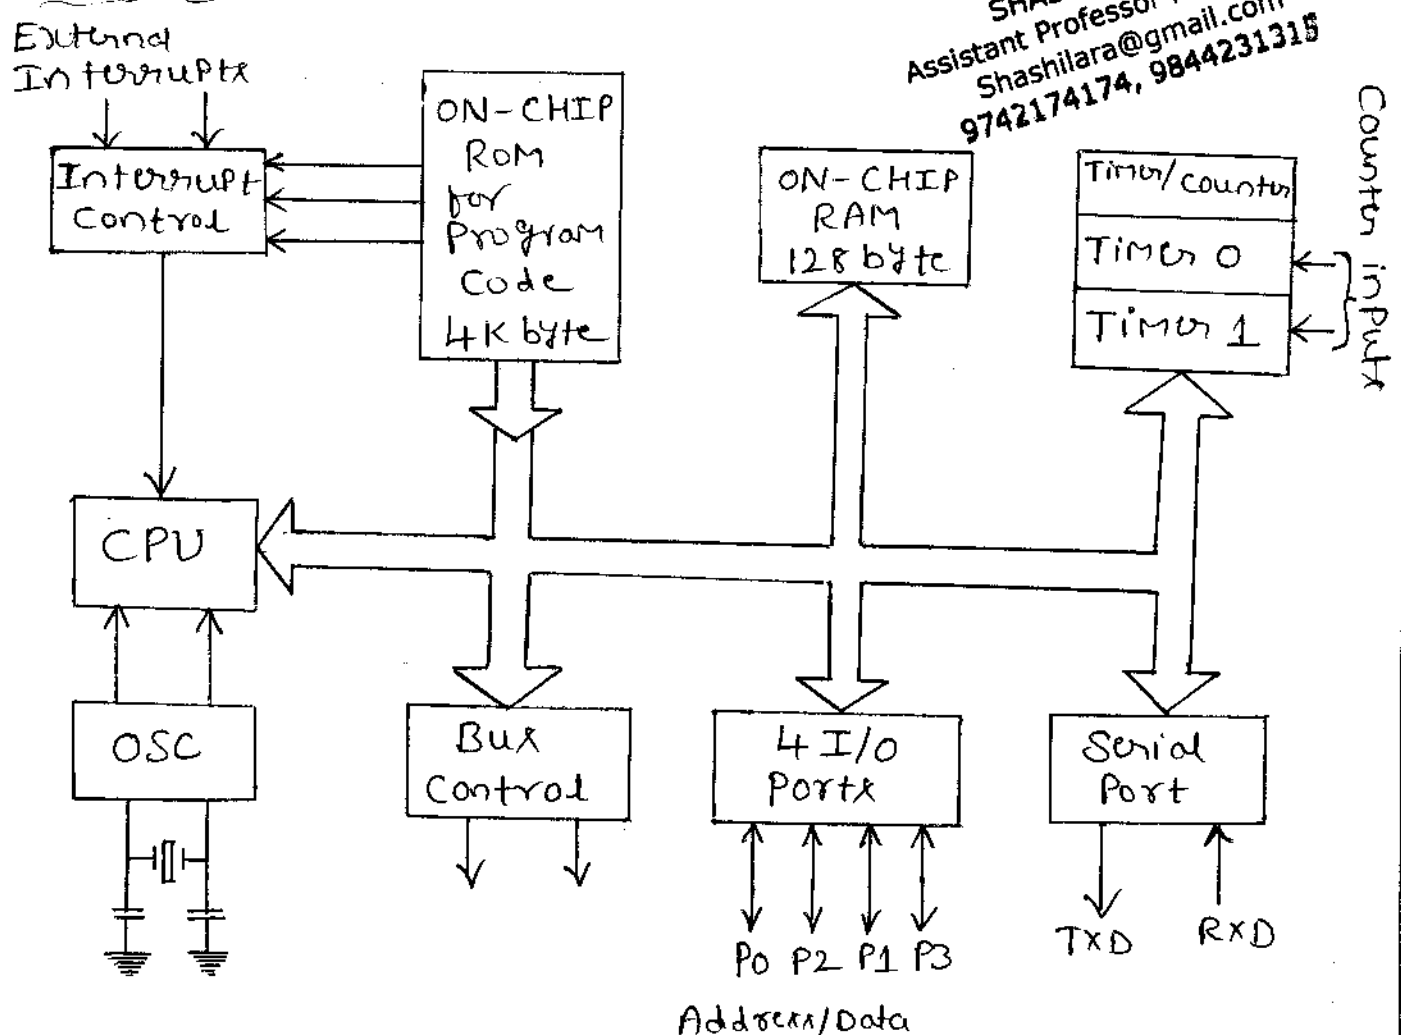 Assistant Professor
Shashilara@gmail.com
9742174174, 9844231315
External
Interrupts
Interrupt
Control
ON-CHIP
ROM
for
Program
Code
4K byte
ON-CHIP
RAM
128 byte
Timer/Counter
Timer 0
Timer 1
Counter inputs
CPU
OSC
Bus
Control
4 I/O
Ports
Serial
Port
P0 P2 P1 P3
TXD RXD
Address/Data